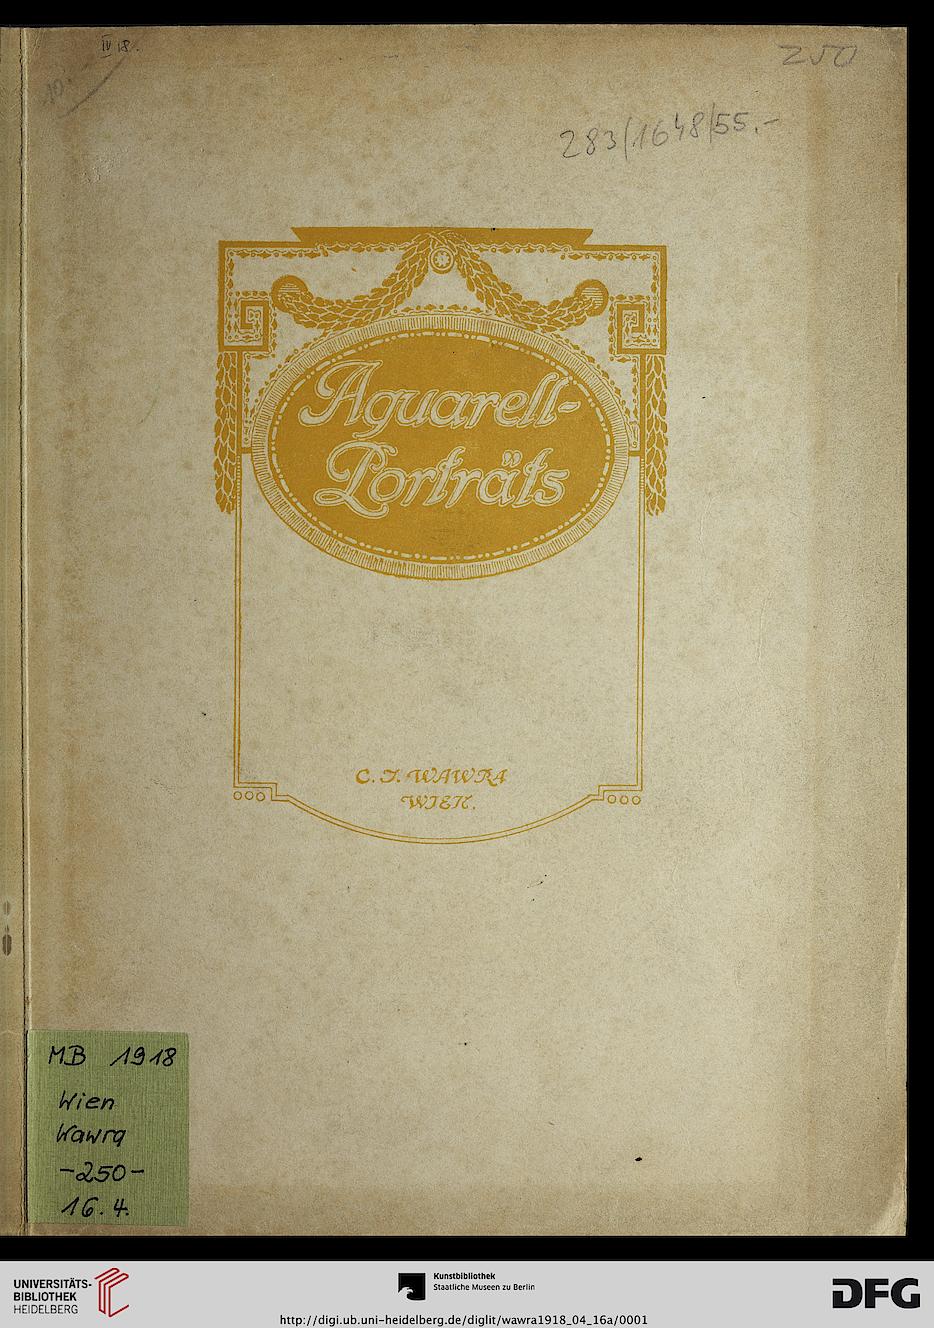 IV 18.
10.
250
283/1648/55.-
Aquarell-
Porträts
C. J. WAWRA
WIEN.
MB 1918
Wien
Wawra
-250-
16. 4.
UNIVERSITÄTS-
BIBLIOTHEK
HEIDELBERG
Kunstbibliothek
Staatliche Museen zu Berlin
DFG
http://digi.ub.uni-heidelberg.de/diglit/wawra1918_04_16a/0001